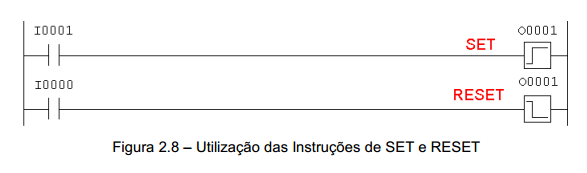 I0001 SET O0001
I0000 RESET O0001
Figura 2.8 – Utilização das Instruções de SET e RESET